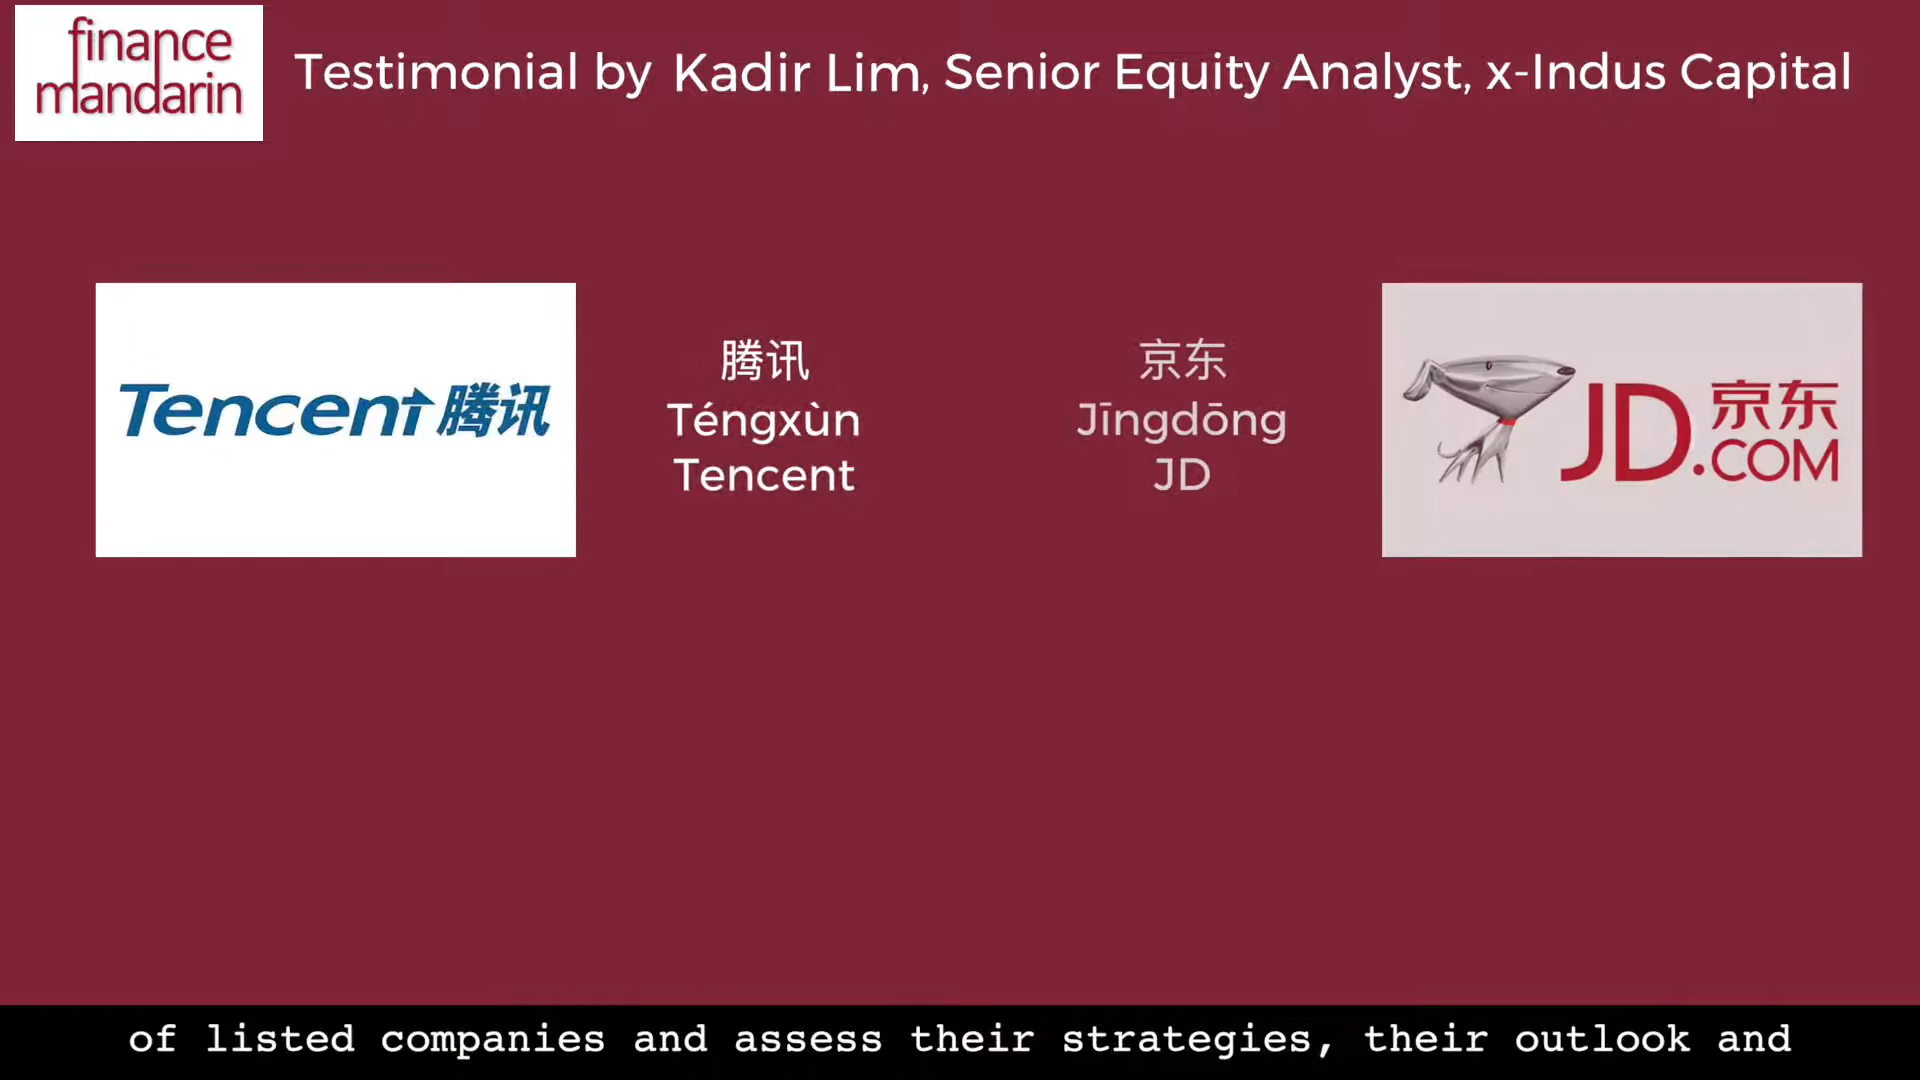 finance
mandarin
Testimonial by Kadir Lim, Senior Equity Analyst, x-Indus Capital
Tencent 腾讯
腾讯
Téngxùn
Tencent
京东
Jīngdōng
JD
JD.COM 京东
of listed companies and assess their strategies, their outlook and